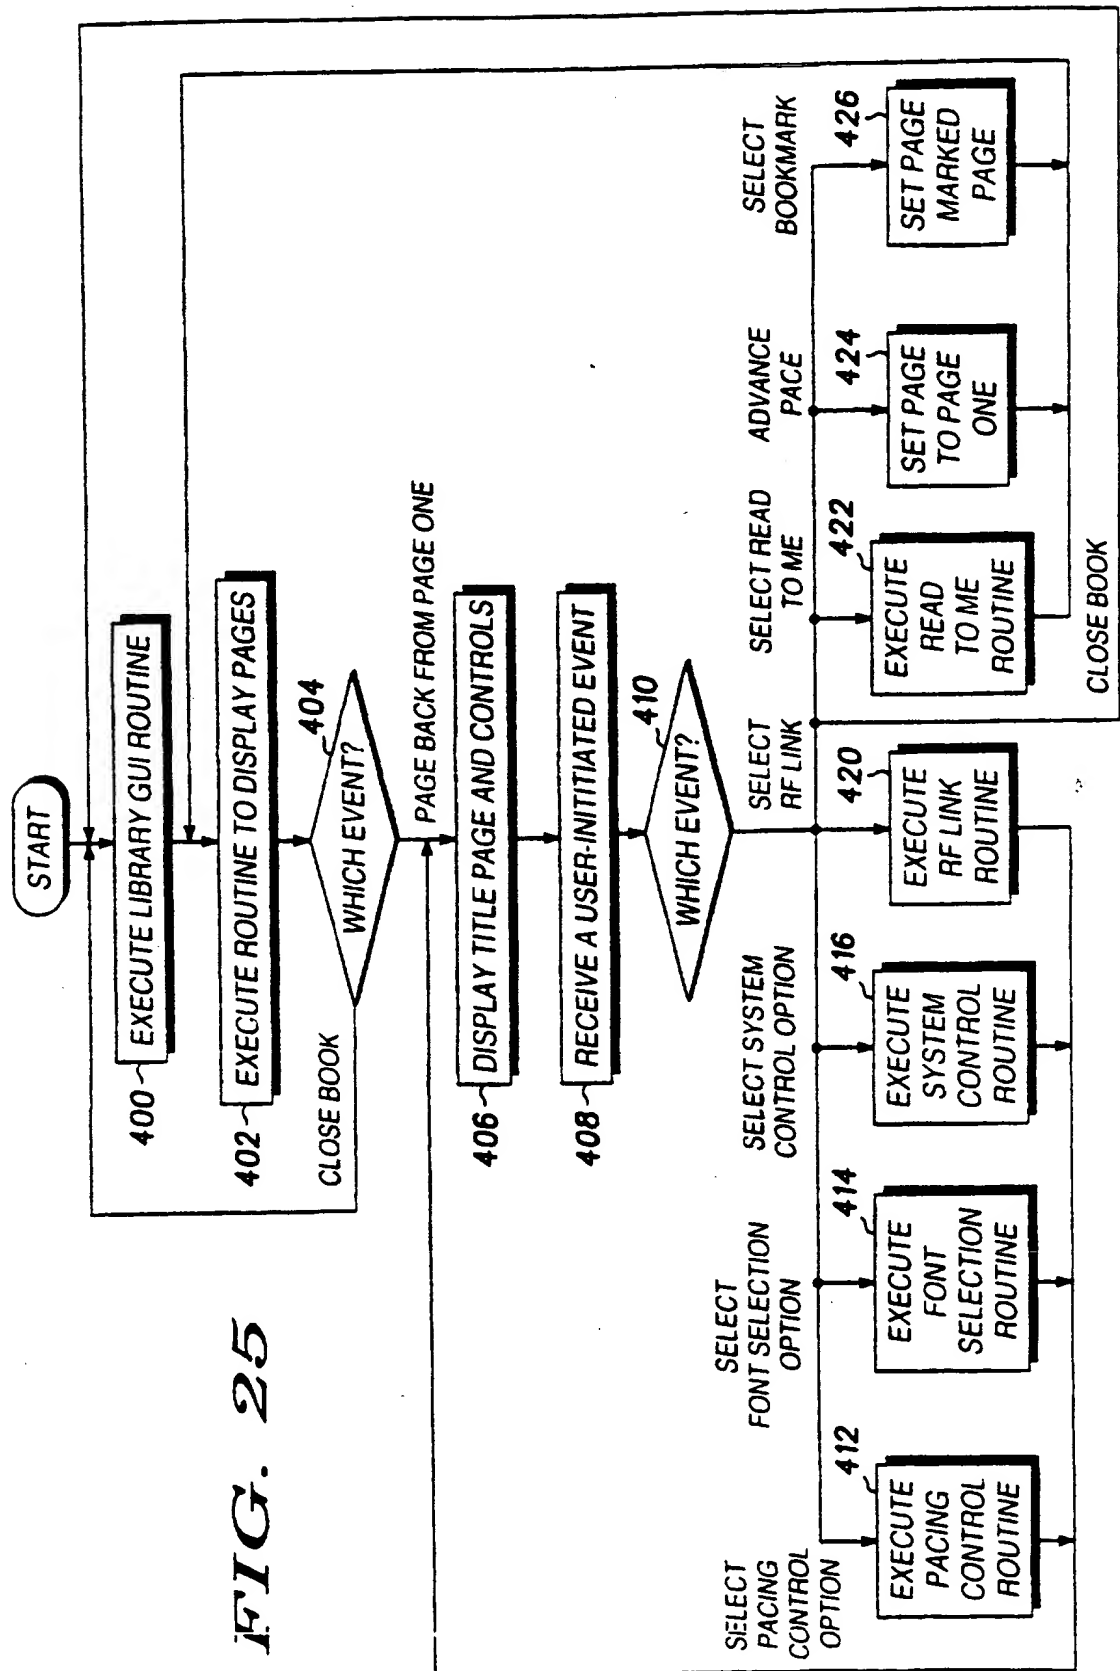 FIG. 25
START
400
EXECUTE LIBRARY GUI ROUTINE
402
EXECUTE ROUTINE TO DISPLAY PAGES
404
WHICH EVENT?
CLOSE BOOK
PAGE BACK FROM PAGE ONE
406
DISPLAY TITLE PAGE AND CONTROLS
408
RECEIVE A USER-INITITIATED EVENT
410
WHICH EVENT?
SELECT
PACING
CONTROL
OPTION
412
EXECUTE
PACING
CONTROL
ROUTINE
SELECT
FONT SELECTION
OPTION
414
EXECUTE
FONT
SELECTION
ROUTINE
SELECT SYSTEM
CONTROL OPTION
416
EXECUTE
SYSTEM
CONTROL
ROUTINE
SELECT
RF LINK
420
EXECUTE
RF LINK
ROUTINE
SELECT READ
TO ME
422
EXECUTE
READ
TO ME
ROUTINE
ADVANCE
PACE
424
SET PAGE
TO PAGE
ONE
SELECT
BOOKMARK
426
SET PAGE
MARKED
PAGE
CLOSE BOOK